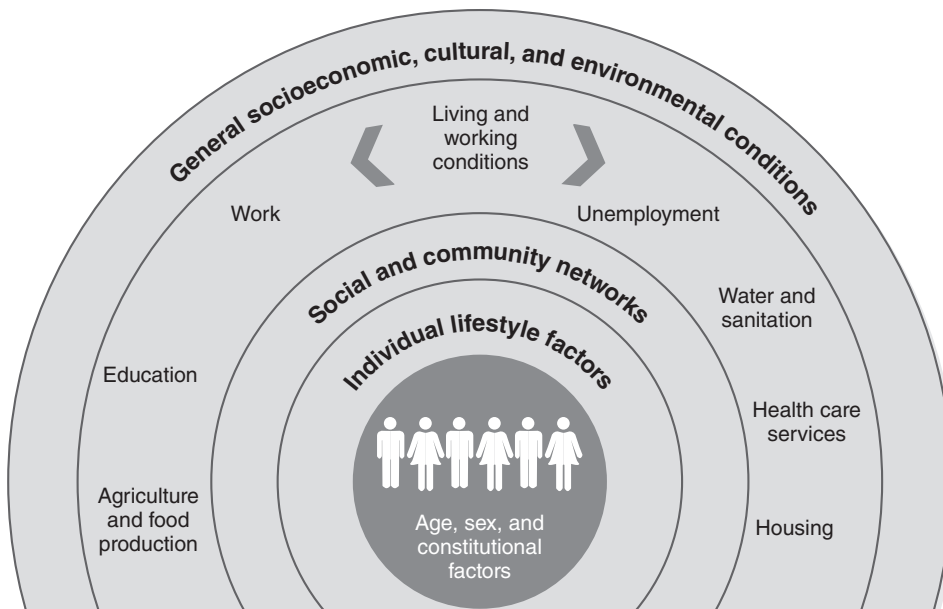 General socioeconomic, cultural, and environmental conditions
Living and
working
conditions
Work
Unemployment
Social and community networks
Water and
sanitation
Individual lifestyle factors
Education
Health care
services
Agriculture
and food
production
Housing
Age, sex, and
constitutional
factors